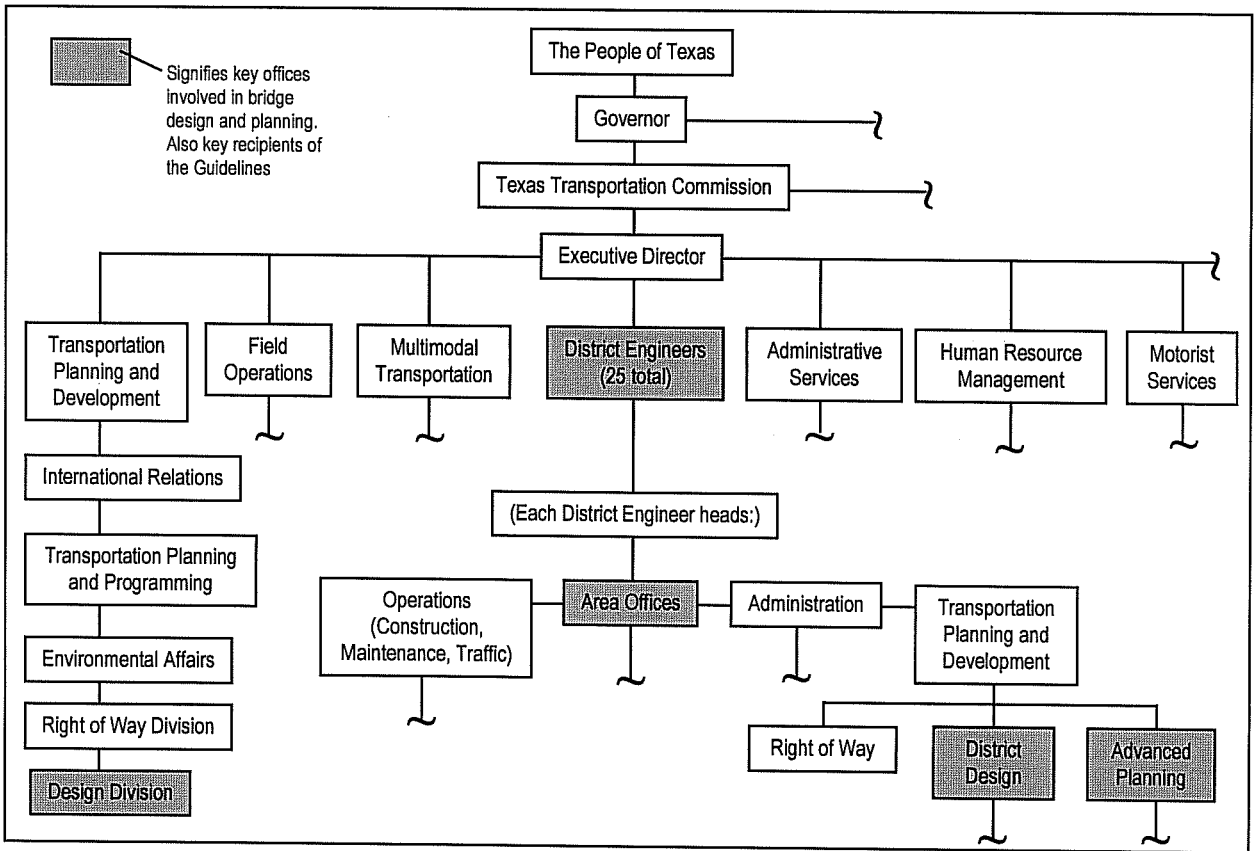 Signifies key offices
involved in bridge
design and planning.
Also key recipients of
the Guidelines
The People of Texas
Governor
Texas Transportation Commission
Executive Director
Transportation
Planning and
Development
Field
Operations
Multimodal
Transportation
District Engineers
(25 total)
Administrative
Services
Human Resource
Management
Motorist
Services
International Relations
Transportation Planning
and Programming
Environmental Affairs
Right of Way Division
Design Division
(Each District Engineer heads:)
Operations
(Construction,
Maintenance, Traffic)
Area Offices
Administration
Transportation
Planning and
Development
Right of Way
District
Design
Advanced
Planning